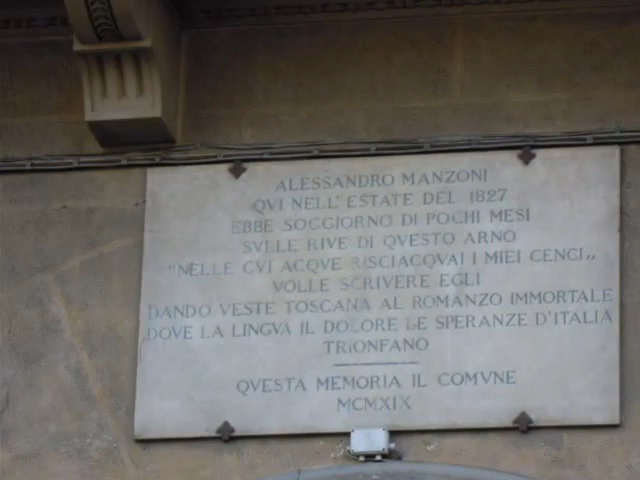 ALESSANDRO MANZONI
QVI NELL'ESTATE DEL 1827
EBBE SOGGIORNO DI POCHI MESI
SVLLE RIVE DI QVESTO ARNO
"NELLE CVI ACQVE RISCIACQVAI I MIEI CENCI„
VOLLE SCRIVERE EGLI
DANDO VESTE TOSCANA AL ROMANZO IMMORTALE
DOVE LA LINGVA IL DOLORE LE SPERANZE D'ITALIA
TRIONFANO
QVESTA MEMORIA IL COMVNE
MCMXIX